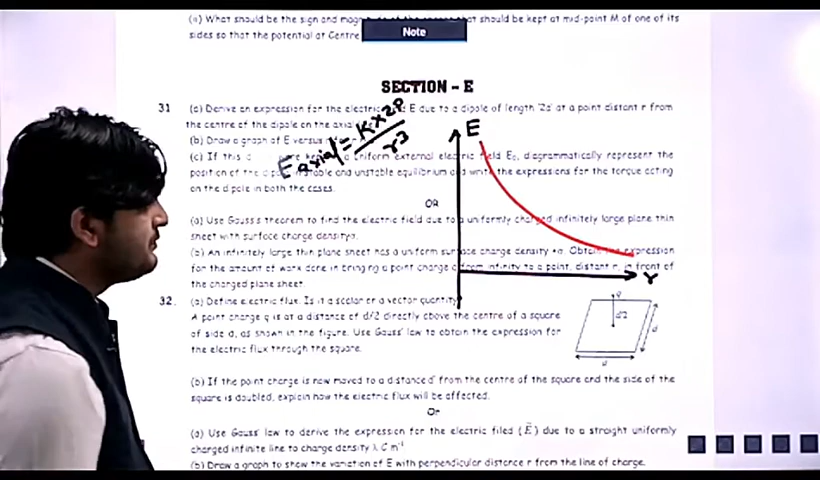 (c) What should be the sign and magn that should be kept at mid-point M of one of its
sides so that the potential at Centre
Note
SECTION - E
31 (a) Derive an expression for the electric E due to a dipole of length '2a' at a point distant r from
the centre of the dipole on the axial
(b) Draw a graph of E versus r
(c) If this were kept a uniform external electric field E₀, diagrammatically represent the
position of the dipole stable and unstable equilibrium and write the expressions for the torque acting
on the dipole in both the cases.
E axial = K×2P / r³
E
r
OR
(a) Use Gauss's theorem to find the electric field due to a uniformly charged infinitely large plane thin
sheet with surface charge densityσ.
(b) An infinitely large thin plane sheet has a uniform surface charge density +σ. Obtain the expression
for the amount of work done in bringing a point charge q from infinity to a point, distant r, in front of
the charged plane sheet.
32. (a) Define electric flux. Is it a scalar or a vector quantity
A point charge q is at a distance of d/2 directly above the centre of a square
of side d, as shown in the figure. Use Gauss' law to obtain the expression for
the electric flux through the square.
q
d/2
d
d
(b) If the point charge is now moved to a distance d' from the centre of the square and the side of the
square is doubled, explain how the electric flux will be affected.
Or
(a) Use Gauss' law to derive the expression for the electric filed (E⃗) due to a straight uniformly
charged infinite line to charge density λ C m⁻¹
(b) Draw a graph to show the variation of E with perpendicular distance r from the line of charge.